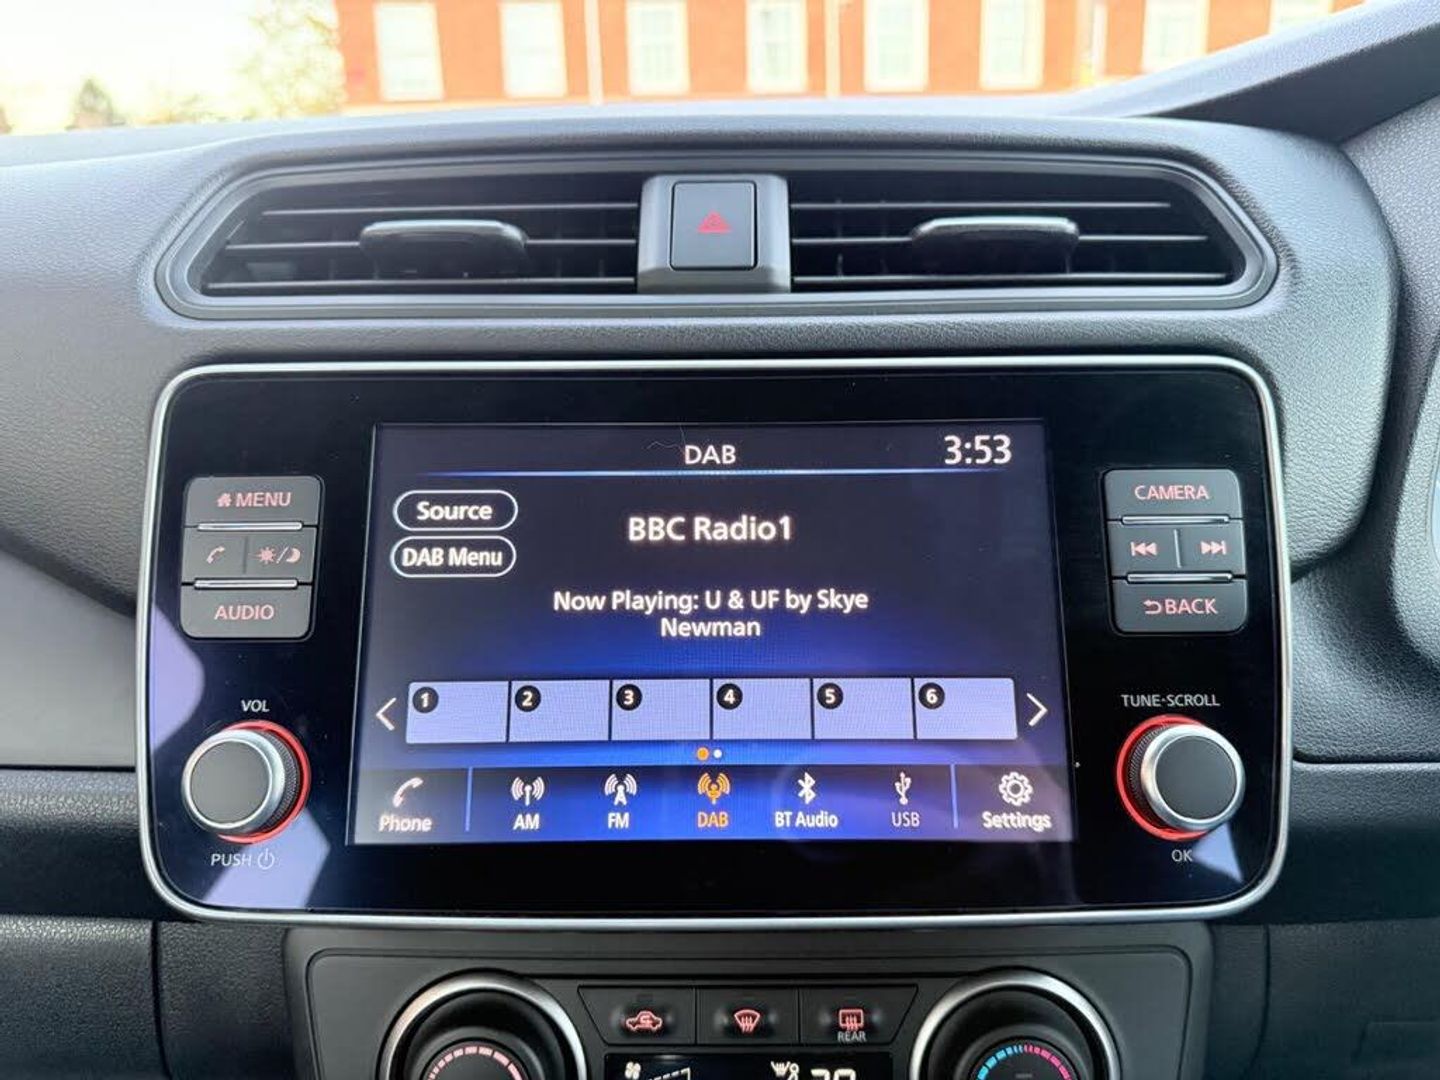 DAB
3:53
MENU
Source
BBC Radio1
CAMERA
DAB Menu
AUDIO
Now Playing: U & UF by Skye
Newman
BACK
VOL
1
2
3
4
5
6
TUNE·SCROLL
Phone
AM
FM
DAB
BT Audio
USB
Settings
PUSH
OK
REAR